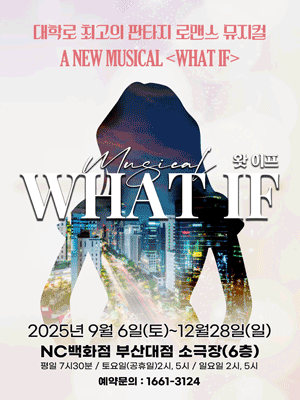 대학로 최고의 판타지 로맨스 뮤지컬
A NEW MUSICAL <WHAT IF>
Musical
왓 이프
WHAT IF
2025년 9월 6일(토)~12월28일(일)
NC백화점 부산대점 소극장(6층)
평일 7시30분 / 토요일(공휴일)2시, 5시 / 일요일 2시, 5시
예약문의 : 1661-3124